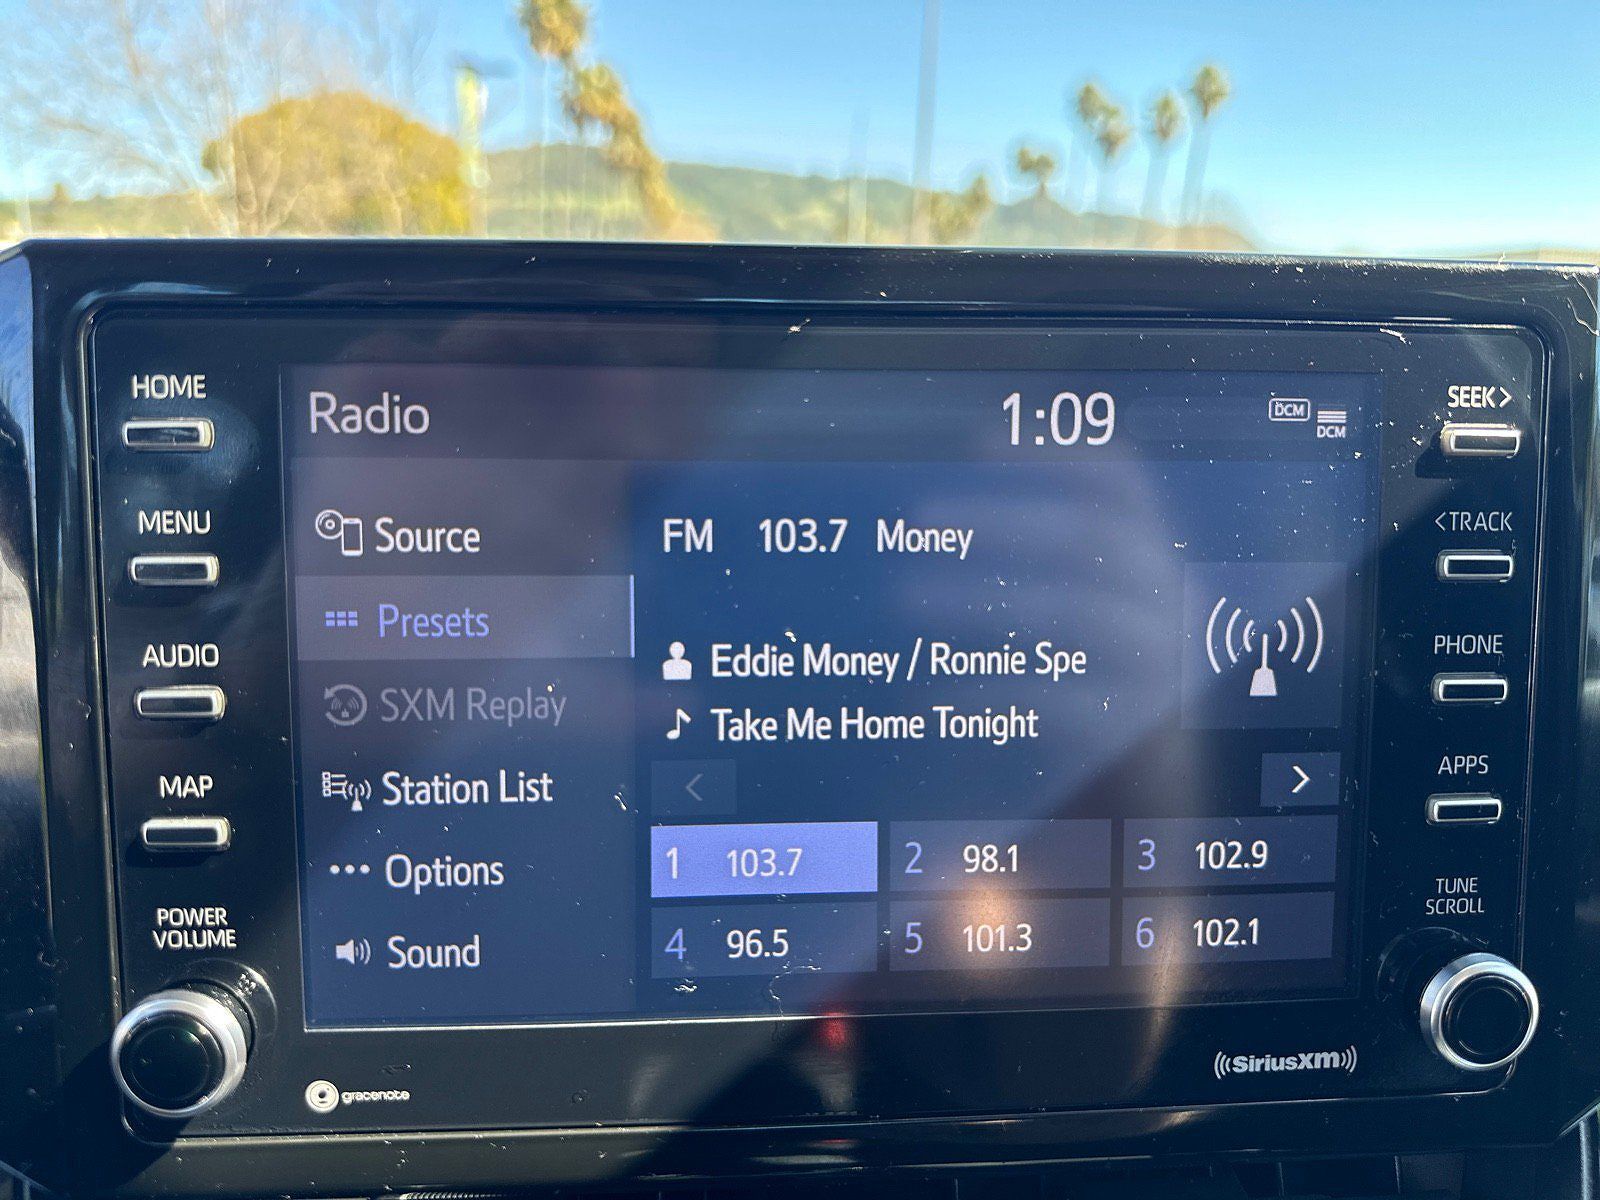 HOME
MENU
AUDIO
MAP
POWER
VOLUME
Radio
1:09
DCM
DCM
Source
Presets
SXM Replay
Station List
Options
Sound
FM 103.7 Money
Eddie Money / Ronnie Spe
Take Me Home Tonight
<
>
1 103.7
2 98.1
3 102.9
4 96.5
5 101.3
6 102.1
SEEK>
<TRACK
PHONE
APPS
TUNE
SCROLL
gracenote
((SiriusXM))